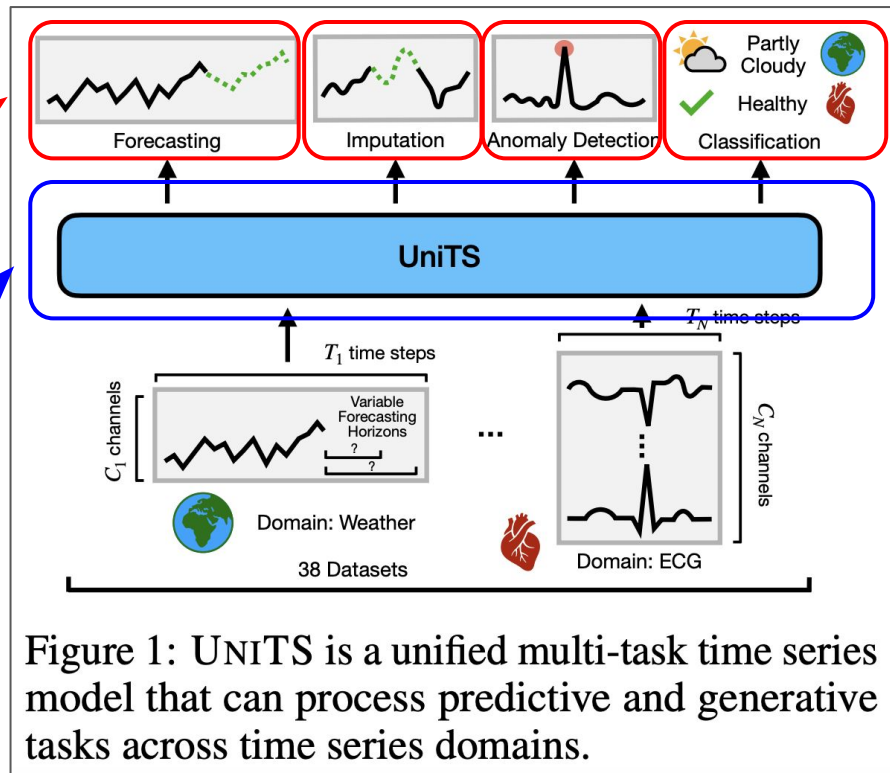 Forecasting
Imputation
Anomaly Detection
Partly
Cloudy
Healthy
Classification
UniTS
T₁ time steps
T_N time steps
C₁ channels
Variable
Forecasting
Horizons
?
?
...
C_N channels
Domain: Weather
Domain: ECG
38 Datasets
Figure 1: UNITS is a unified multi-task time series
model that can process predictive and generative
tasks across time series domains.